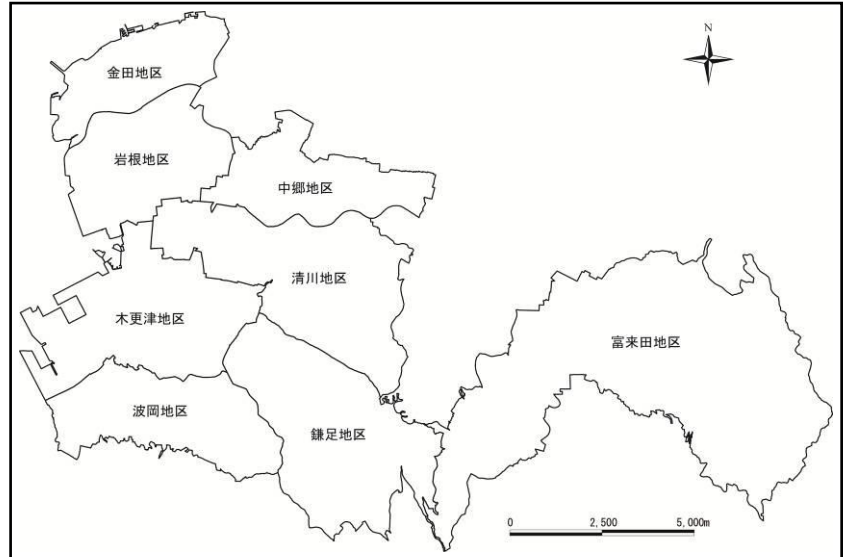 N
金田地区
岩根地区
中郷地区
清川地区
木更津地区
富来田地区
波岡地区
鎌足地区
0 2,500 5,000m